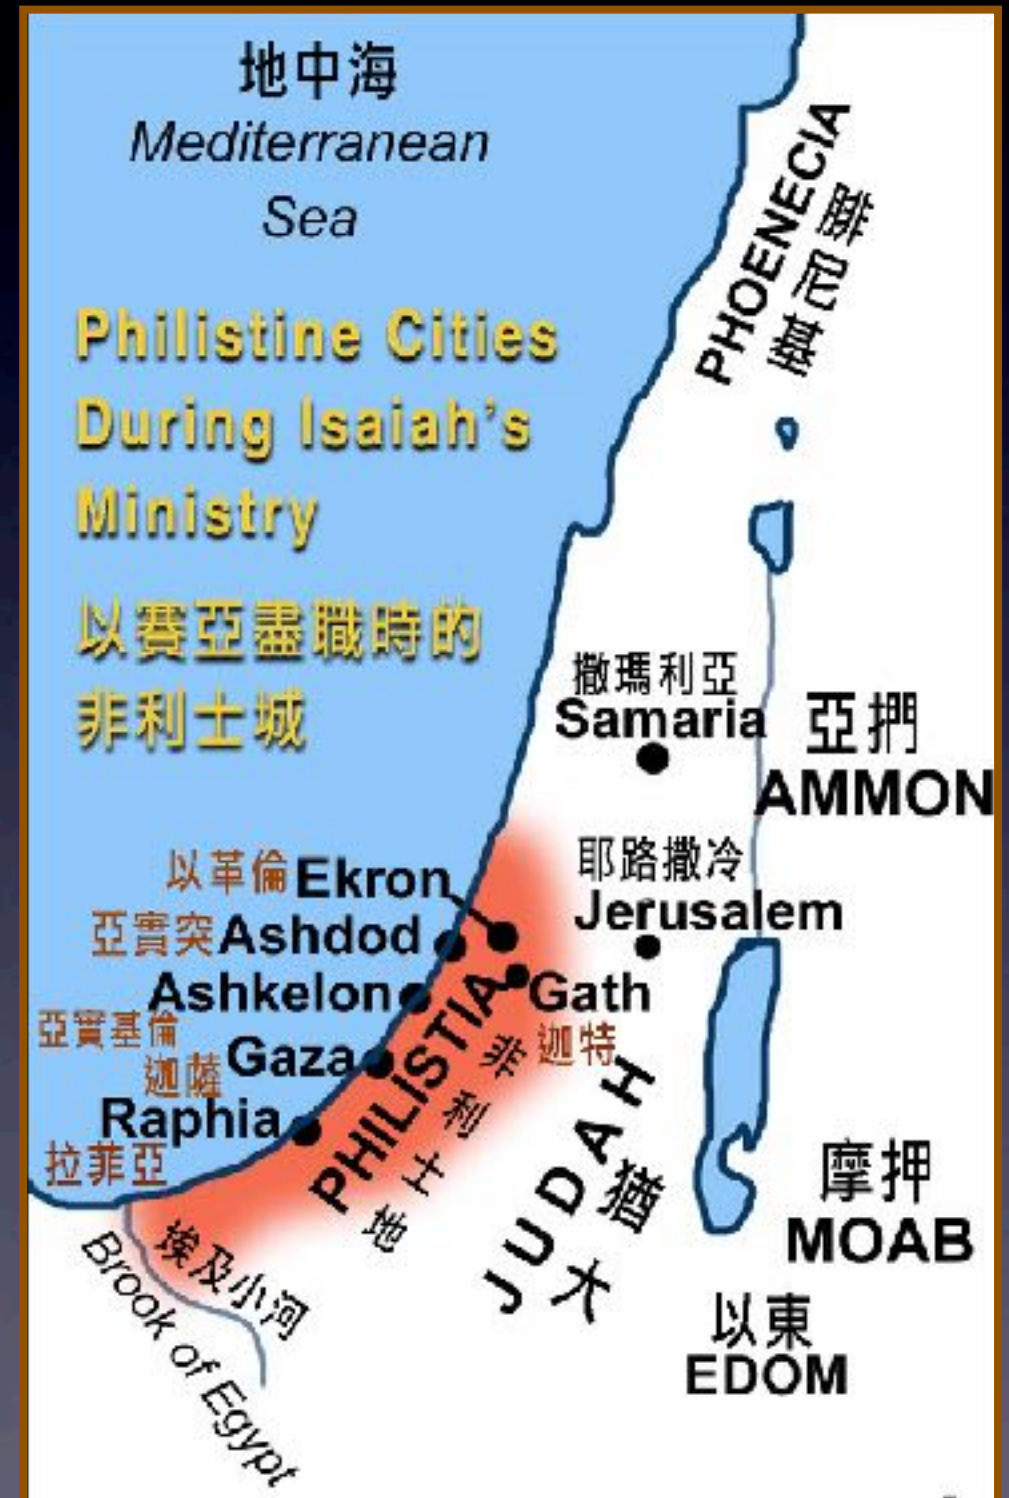 地中海
Mediterranean
Sea
PHOENECIA
腓尼基
Philistine Cities
During Isaiah's
Ministry
以賽亞盡職時的
非利士城
撒瑪利亞
Samaria
亞捫
AMMON
耶路撒冷
Jerusalem
以革倫 Ekron
亞實突 Ashdod
Ashkelon
亞實基倫
Gath
迦特
迦薩 Gaza
Raphia
拉菲亞
PHILISTIA
非利士地
JUDAH
猶大
摩押
MOAB
以東
EDOM
埃及小河
Brook of Egypt